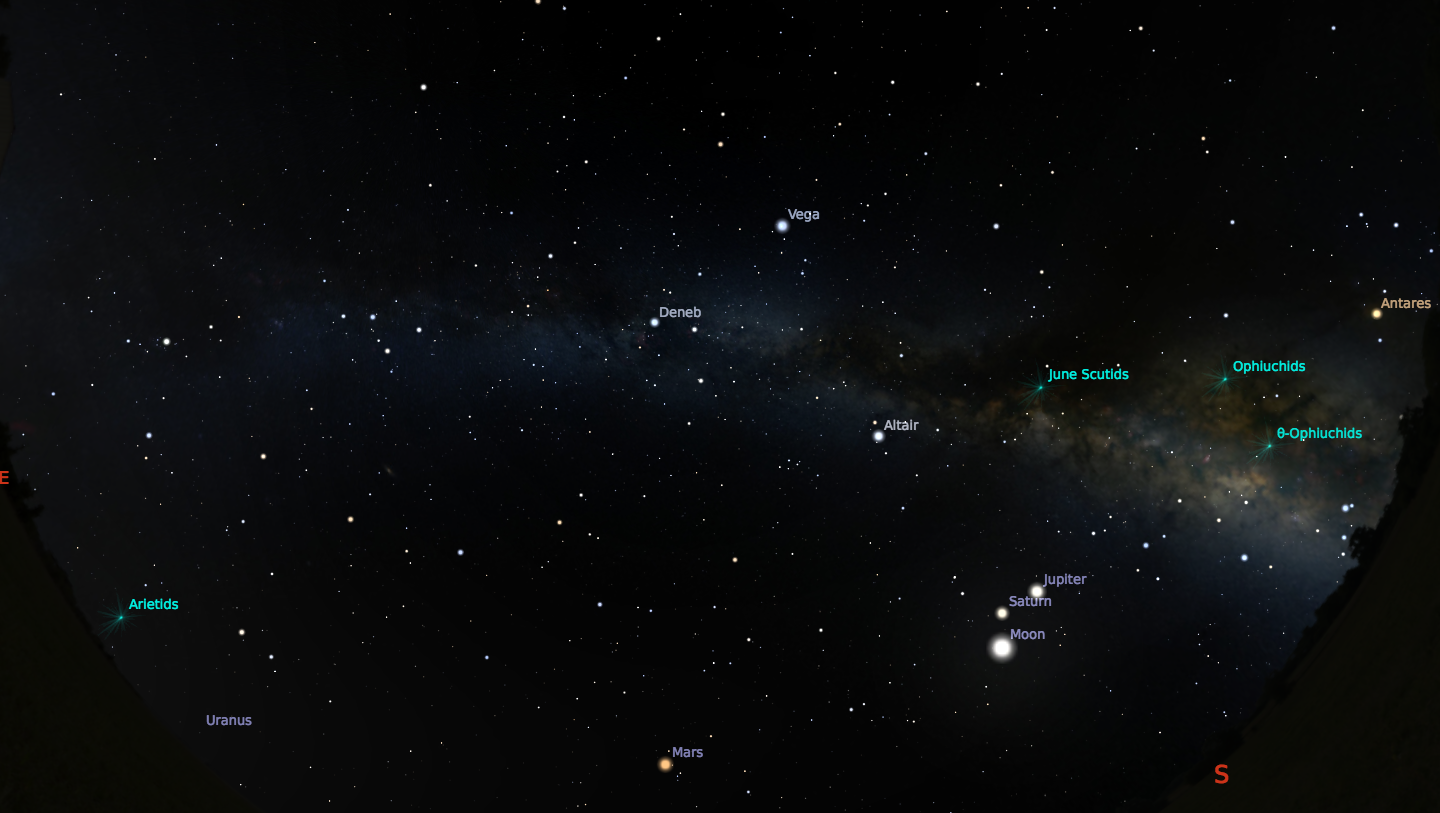 Vega
Deneb
Antares
June Scutids
Ophiuchids
Altair
θ-Ophiuchids
E
Jupiter
Saturn
Arietids
Moon
Uranus
Mars
S